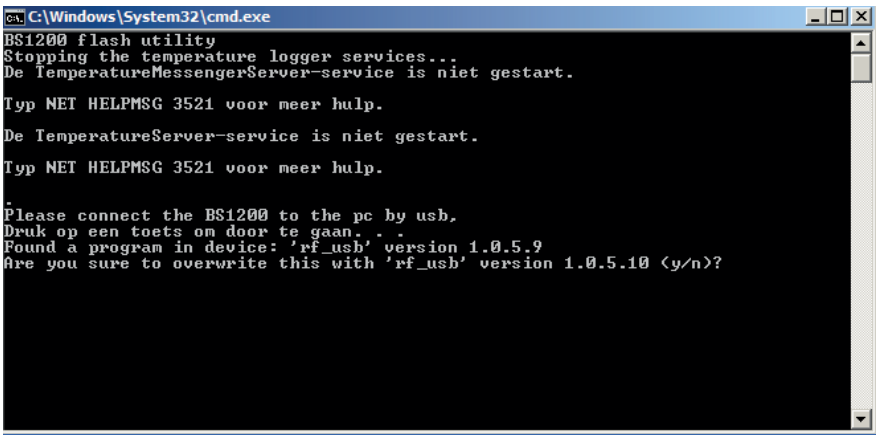 C:\Windows\System32\cmd.exe
BS1200 flash utility
Stopping the temperature logger services...
De TemperatureMessengerServer-service is niet gestart.
Typ NET HELPMSG 3521 voor meer hulp.
De TemperatureServer-service is niet gestart.
Typ NET HELPMSG 3521 voor meer hulp.
.
Please connect the BS1200 to the pc by usb,
Druk op een toets om door te gaan. . .
Found a program in device: 'rf_usb' version 1.0.5.9
Are you sure to overwrite this with 'rf_usb' version 1.0.5.10 (y/n)?